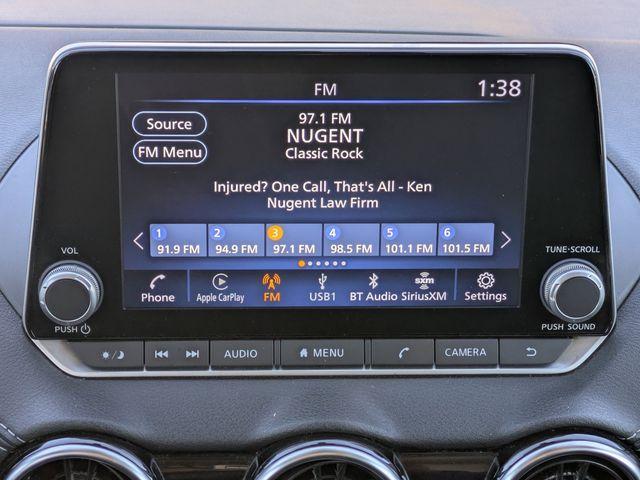 FM
1:38
Source
97.1 FM
NUGENT
FM Menu
Classic Rock
Injured? One Call, That's All - Ken
Nugent Law Firm
1 2 3 4 5 6
91.9 FM 94.9 FM 97.1 FM 98.5 FM 101.1 FM 101.5 FM
VOL
TUNE·SCROLL
sxm
Phone Apple CarPlay FM USB1 BT Audio SiriusXM Settings
PUSH
PUSH SOUND
AUDIO MENU CAMERA